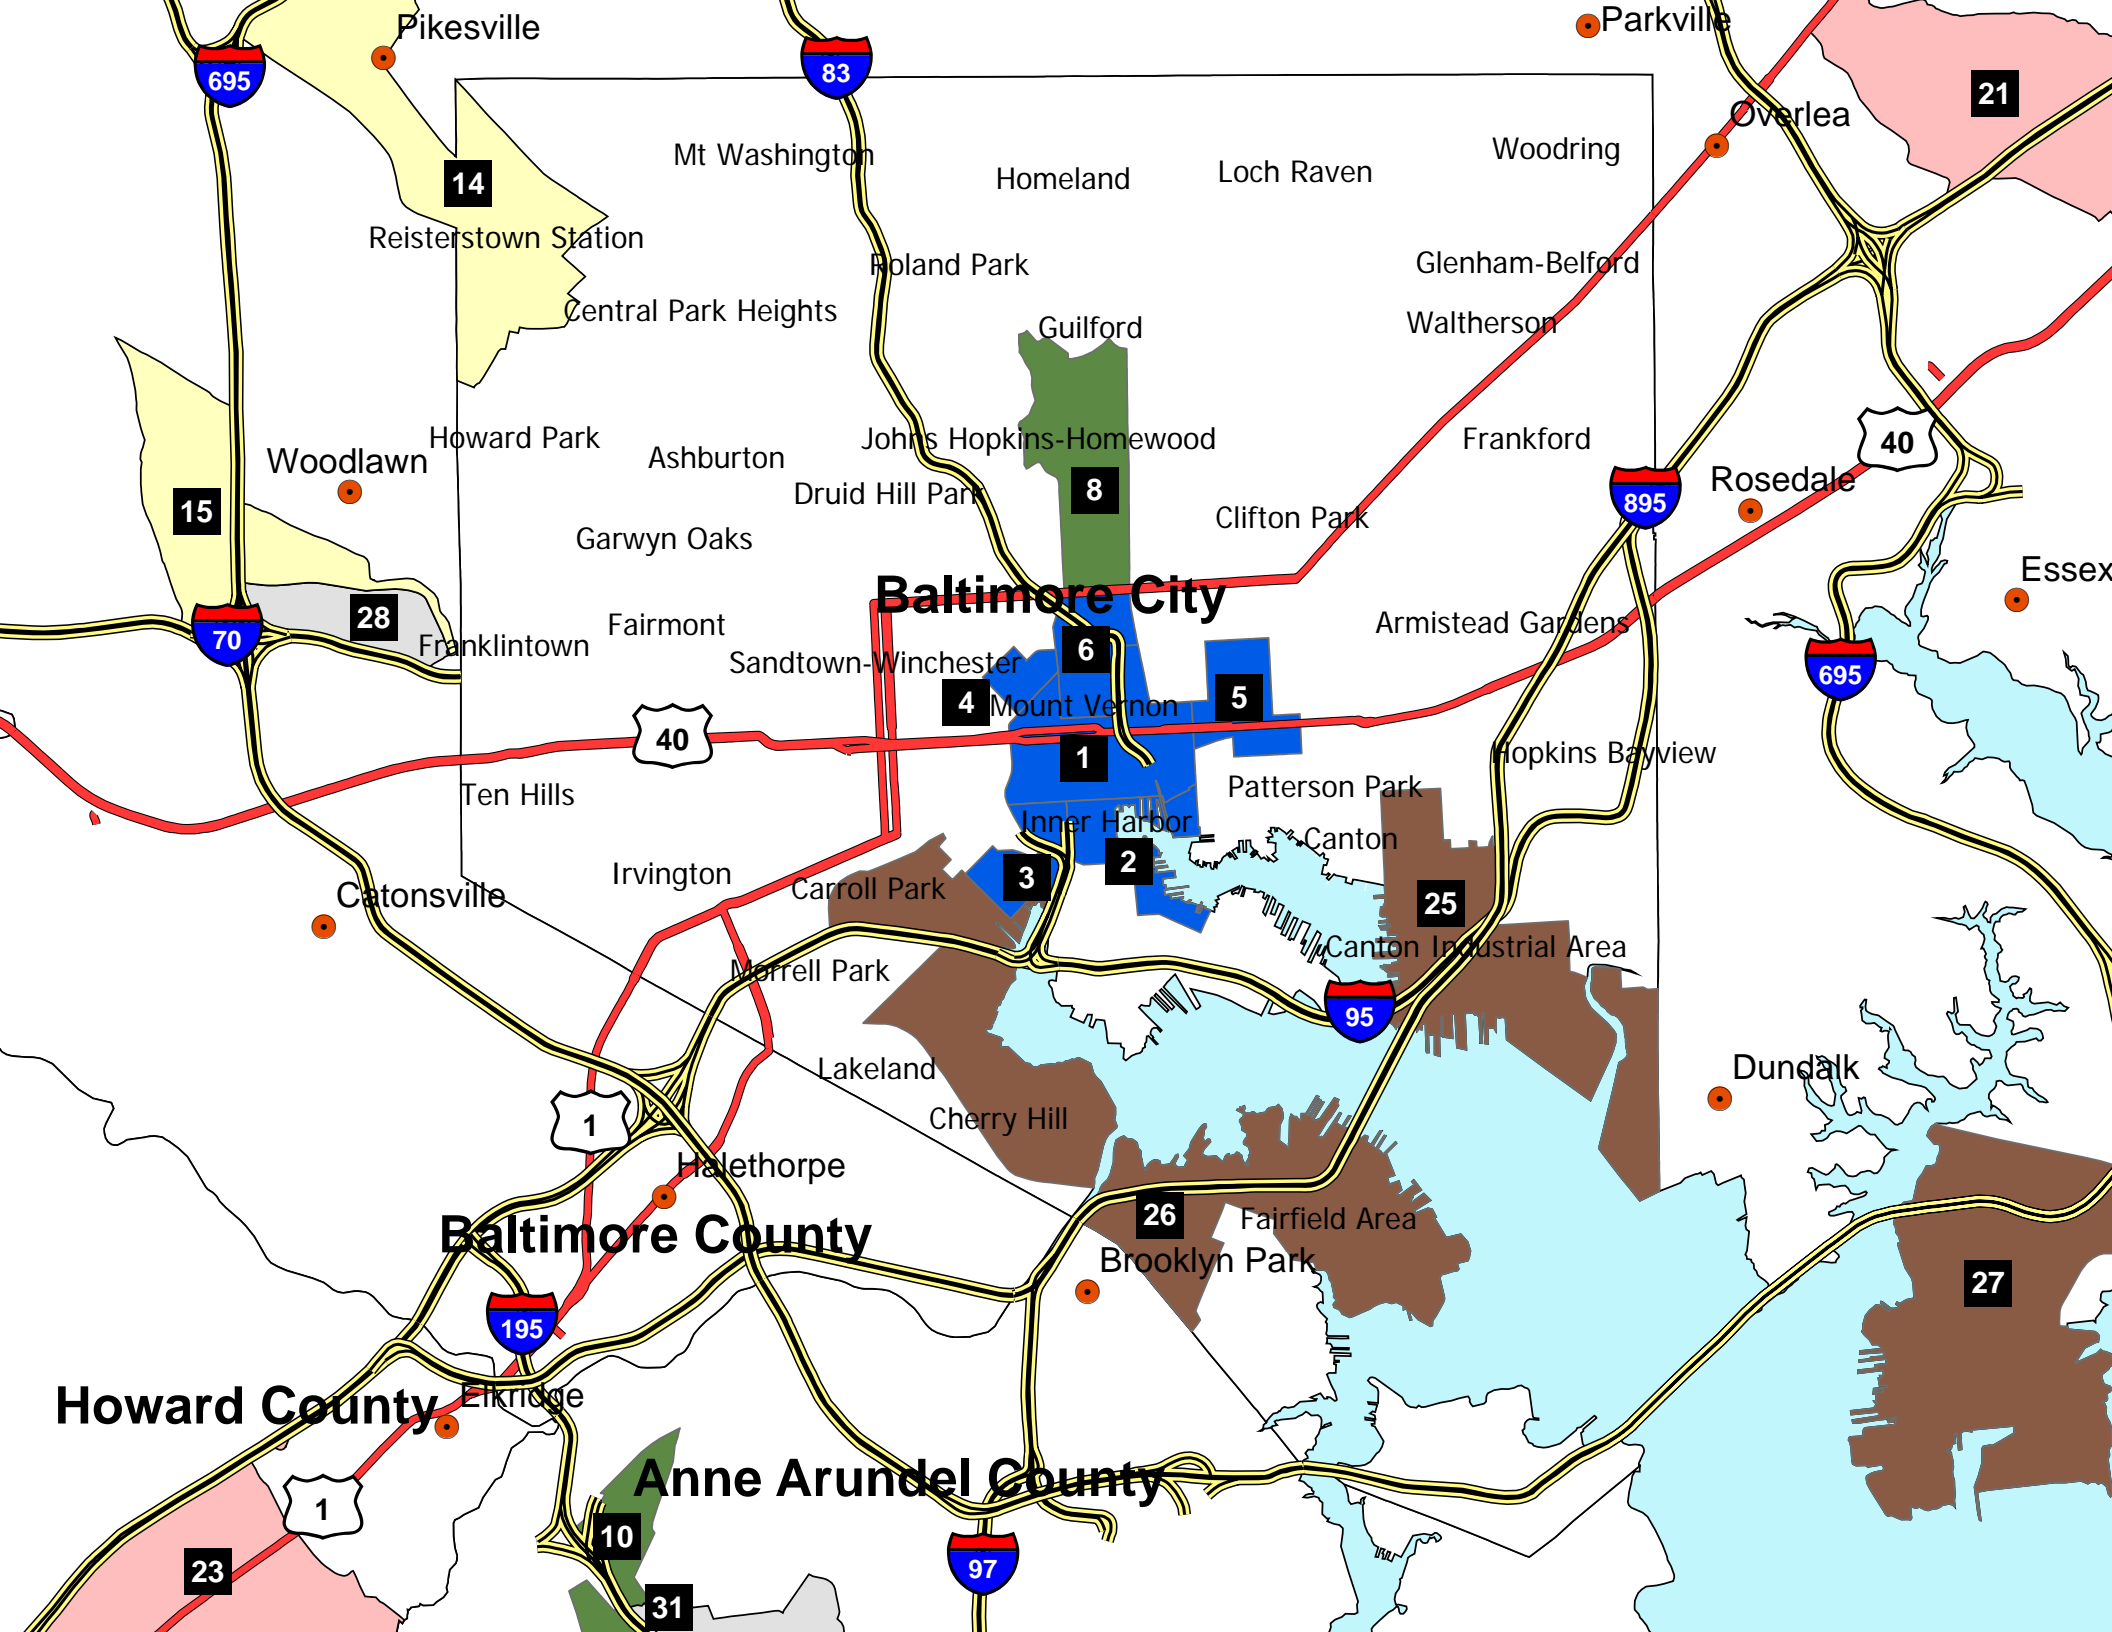 Parkville
Pikesville
695
83
21
Overlea
Mt Washington
Woodring
Homeland
Loch Raven
14
Reisterstown Station
Roland Park
Glenham-Belford
Central Park Heights
Guilford
Waltherson
Howard Park
Johns Hopkins-Homewood
Frankford
40
Woodlawn
Ashburton
Rosedale
Druid Hill Park
8
895
15
Clifton Park
Garwyn Oaks
Essex
Baltimore City
28
Fairmont
Armistead Gardens
70
Franklintown
6
Sandtown-Winchester
695
4
Mount Vernon
5
40
1
Hopkins Bayview
Ten Hills
Patterson Park
Inner Harbor
Canton
2
Irvington
3
Carroll Park
Catonsville
25
Canton Industrial Area
Morrell Park
95
Lakeland
Dundalk
Cherry Hill
1
Halethorpe
26
Fairfield Area
Baltimore County
Brooklyn Park
27
195
Elkridge
Howard County
Anne Arundel County
1
10
97
23
31